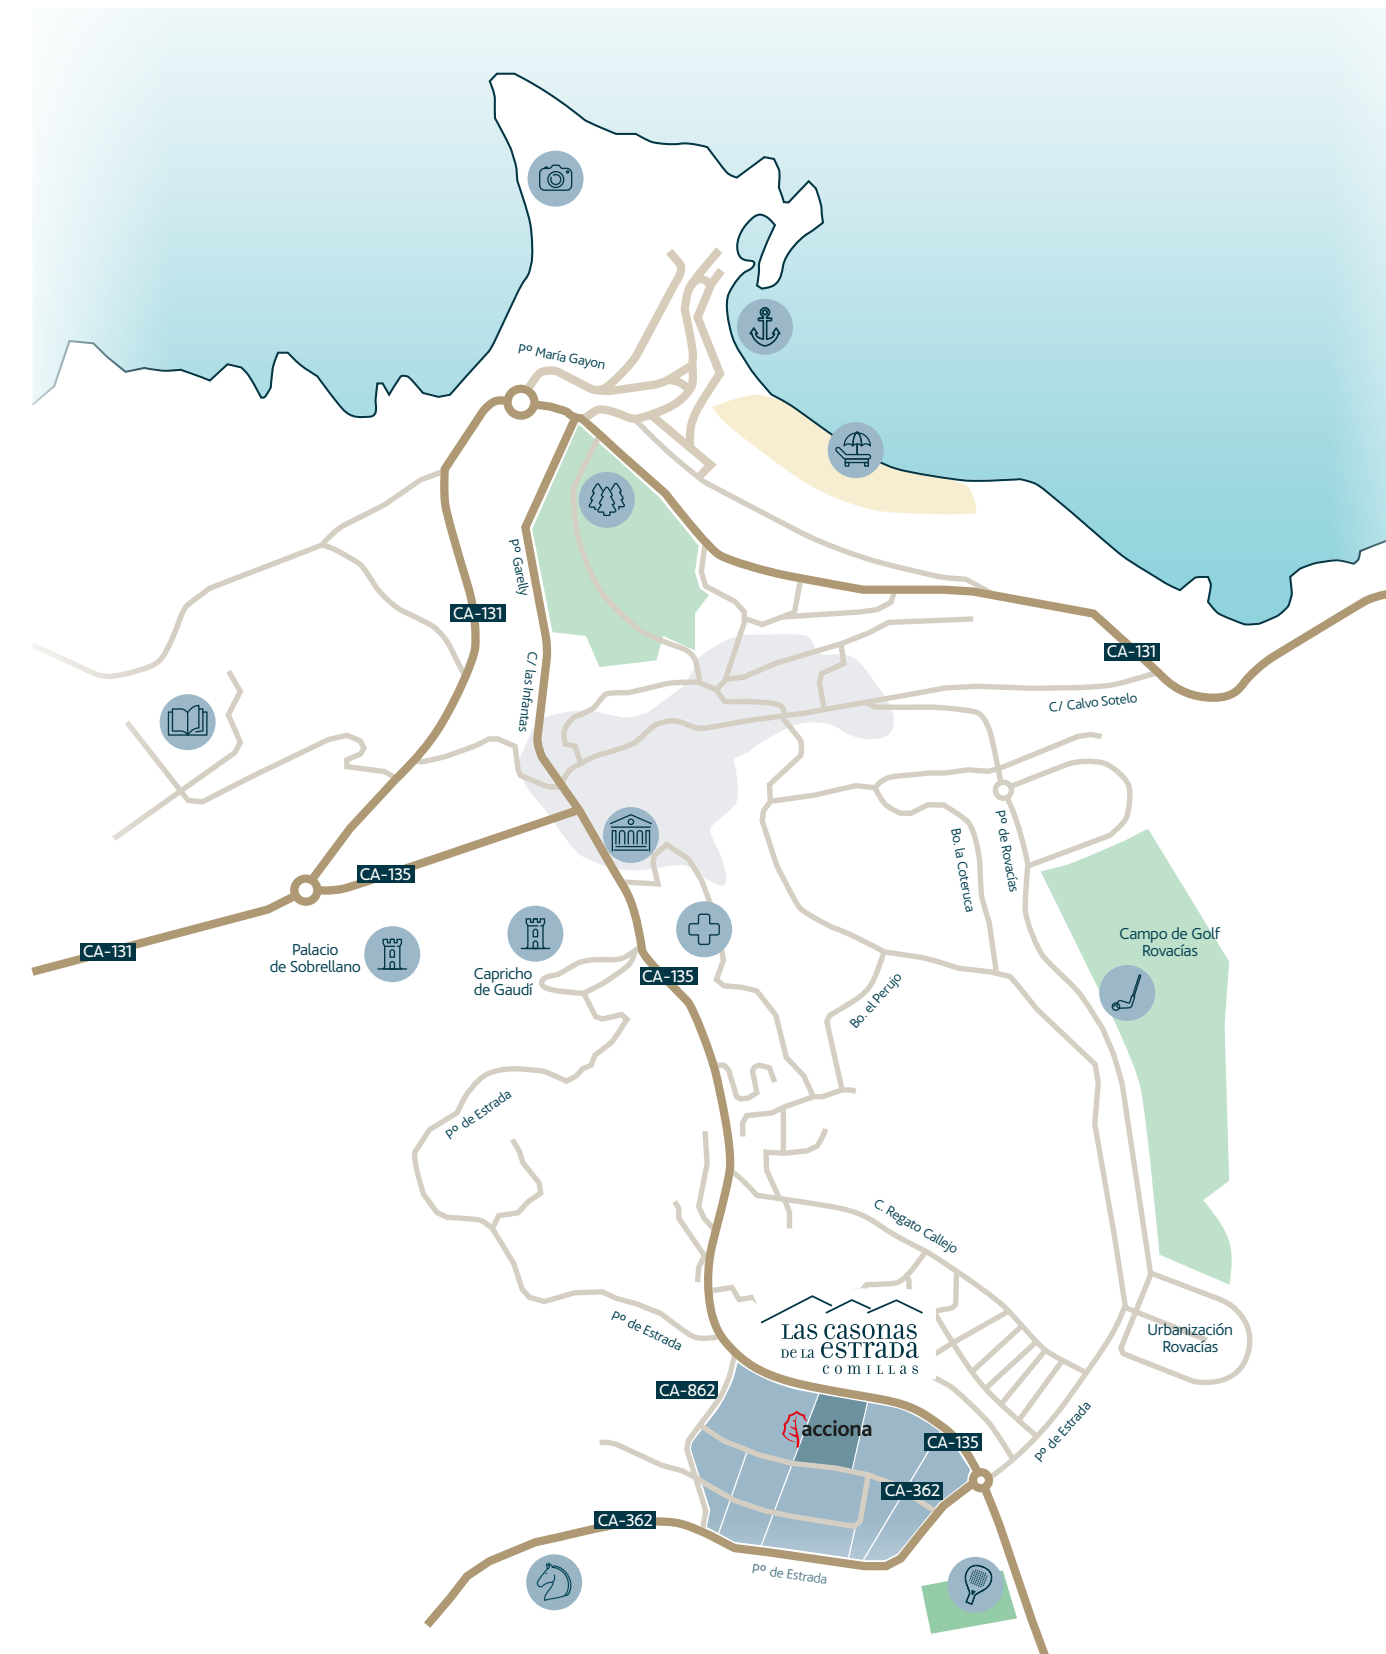 pº María Gayon
pº Garelly
CA-131
C/ las Infantas
CA-131
C/ Calvo Sotelo
pº de Rovacías
Bo. la Coteruca
CA-135
CA-131
Palacio
de Sobrellano
Capricho
de Gaudí
CA-135
Campo de Golf
Rovacías
Bo. el Perujo
pº de Estrada
C. Regato Callejo
pº de Estrada
Las casonas
de la estrada
comillas
Urbanización
Rovacías
CA-862
acciona
CA-135
pº de Estrada
CA-362
CA-362
pº de Estrada